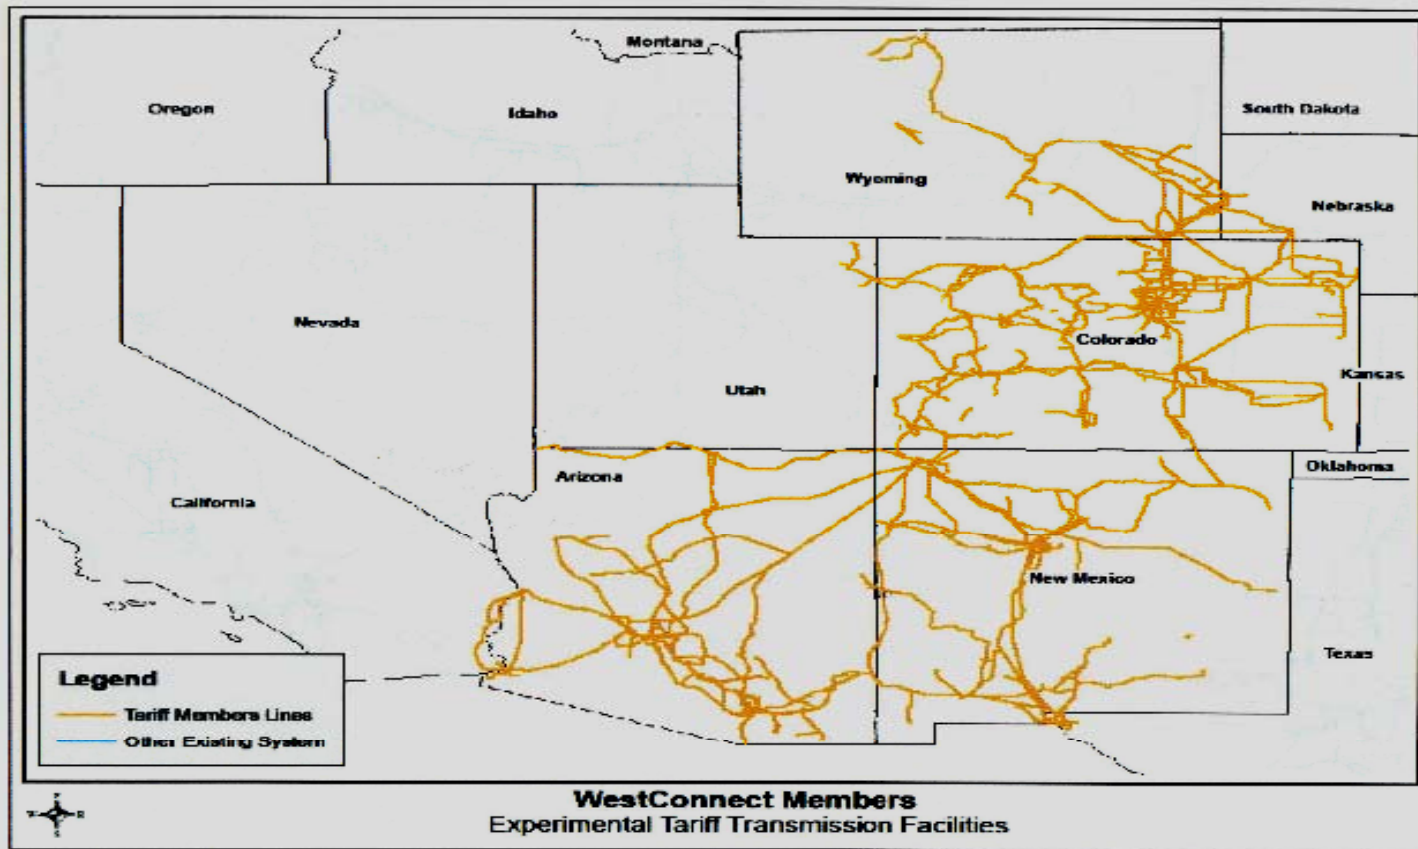 Montana
Oregon
Idaho
South Dakota
Wyoming
Nebraska
Nevada
Colorado
Utah
Kansas
Arizona
Oklahoma
California
New Mexico
Texas
Legend
Tariff Members Lines
Other Existing System
WestConnect Members
Experimental Tariff Transmission Facilities